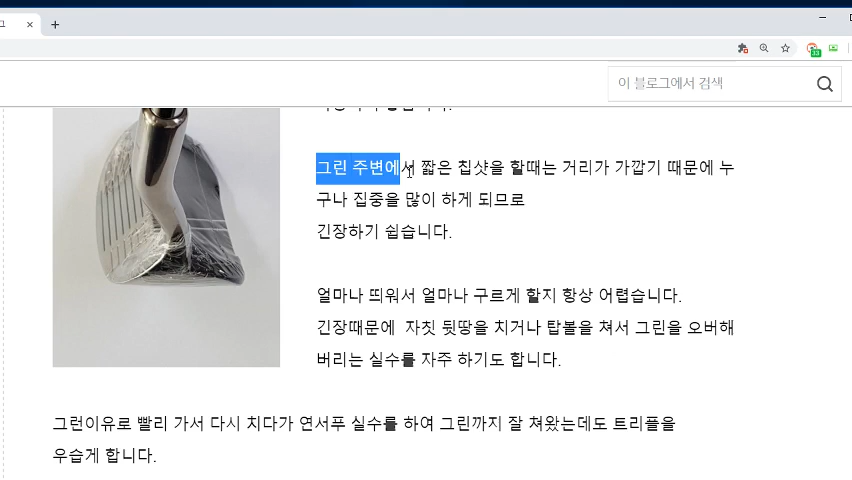 이 블로그에서 검색
그린 주변에서 짧은 칩샷을 할때는 거리가 가깝기 때문에 누
구나 집중을 많이 하게 되므로
긴장하기 쉽습니다.
얼마나 띄워서 얼마나 구르게 할지 항상 어렵습니다.
긴장때문에 자칫 뒷땅을 치거나 탑볼을 쳐서 그린을 오버해
버리는 실수를 자주 하기도 합니다.
그런이유로 빨리 가서 다시 치다가 연서푸 실수를 하여 그린까지 잘 쳐왔는데도 트리플을
우습게 합니다.